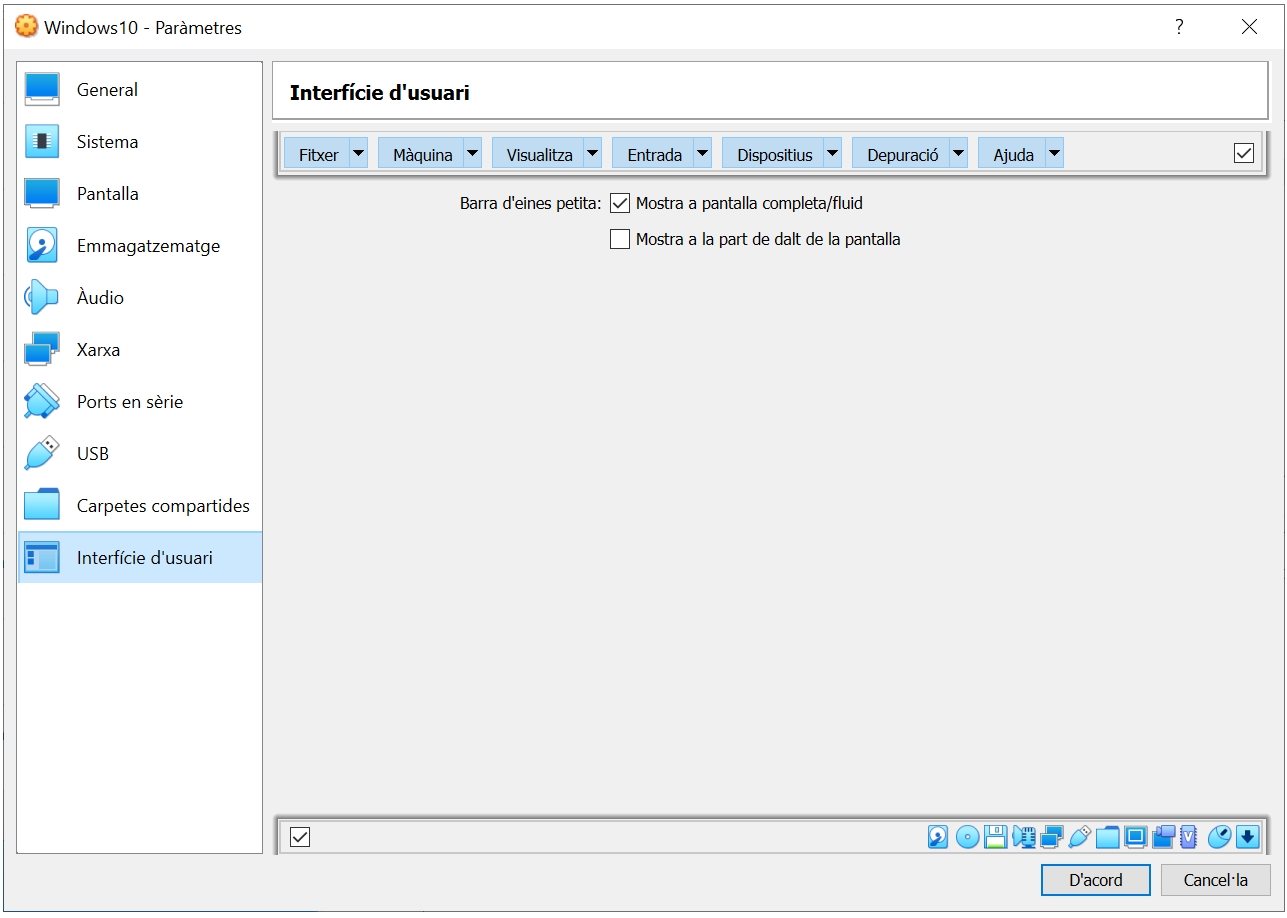 Windows10 - Paràmetres
?
General
Sistema
Pantalla
Emmagatzematge
Àudio
Xarxa
Ports en sèrie
USB
Carpetes compartides
Interfície d'usuari
Interfície d'usuari
Fitxer Màquina Visualitza Entrada Dispositius Depuració Ajuda
Barra d'eines petita: Mostra a pantalla completa/fluid
Mostra a la part de dalt de la pantalla
V
D'acord Cancel·la